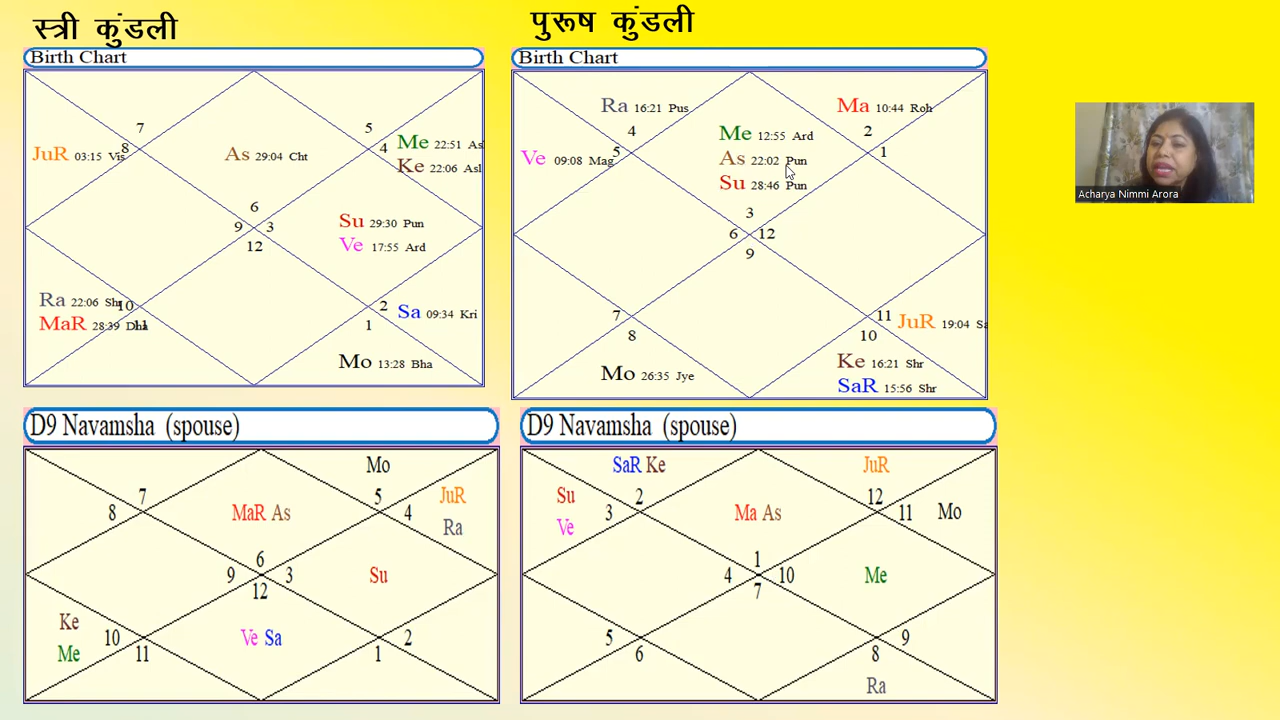 स्त्री कुंडली
पुरूष कुंडली
Birth Chart
7
5
JuR 03:15 Vis
8
As 29:04 Cht
4
Me 22:51 As
Ke 22:06 Asl
6
9 3
12
Su 29:30 Pun
Ve 17:55 Ard
Ra 22:06 Shr
10
MaR 28:39 Dha
11
2
Sa 09:34 Kri
1
Mo 13:28 Bha
Birth Chart
Ra 16:21 Pus
4
Ma 10:44 Roh
2
Ve 09:08 Mag
5
Me 12:55 Ard
As 22:02 Pun
Su 28:46 Pun
1
3
6 12
9
7
8
Mo 26:35 Jye
11
JuR 19:04 Sa
10
Ke 16:21 Shr
SaR 15:56 Shr
Acharya Nimmi Arora
D9 Navamsha (spouse)
Mo
7
5
8
MaR As
4
JuR
Ra
6
9 3
12
Su
Ke
10
Me
11
Ve Sa
2
1
D9 Navamsha (spouse)
SaR Ke
JuR
Su
2
12
Ve
3
Ma As
11
Mo
1
4 10
7
Me
5
6
9
8
Ra